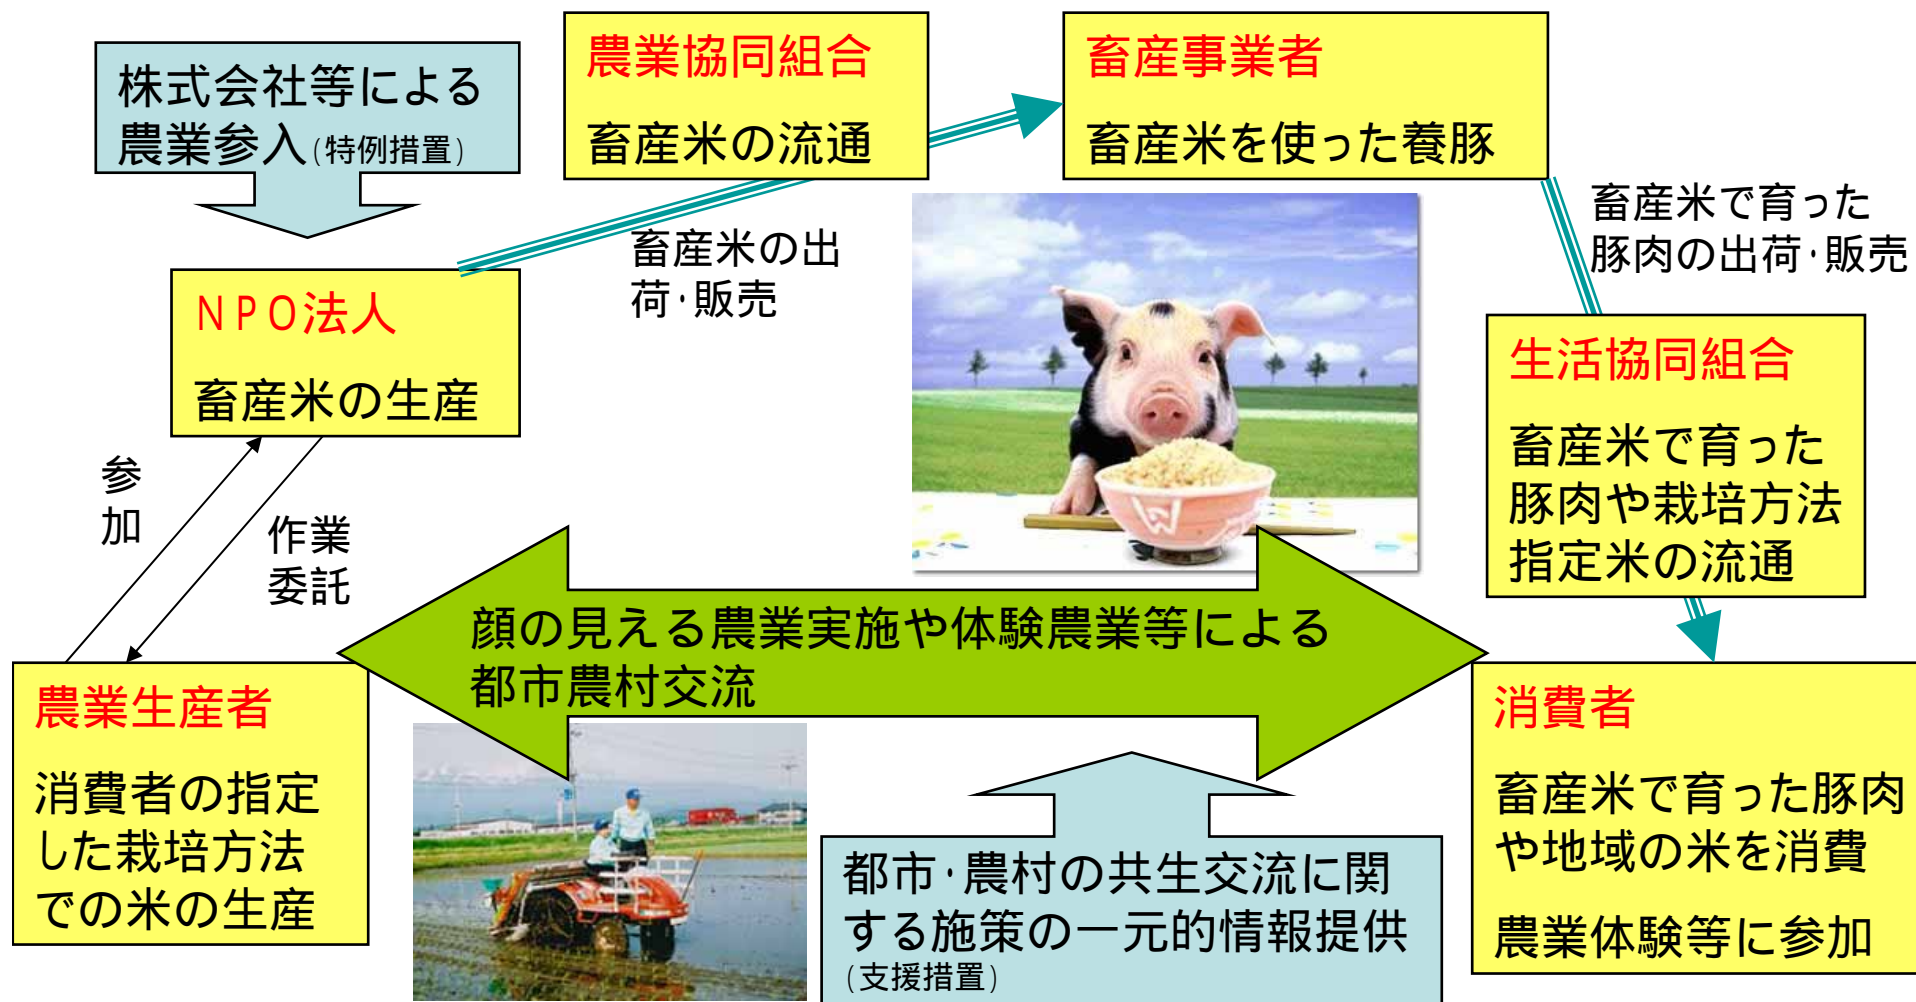 株式会社等による
農業参入(特例措置)
農業協同組合
畜産米の流通
畜産事業者
畜産米を使った養豚
畜産米の出
荷・販売
畜産米で育った
豚肉の出荷・販売
NPO法人
畜産米の生産
生活協同組合
畜産米で育った
豚肉や栽培方法
指定米の流通
参
加
作業
委託
顔の見える農業実施や体験農業等による
都市農村交流
農業生産者
消費者の指定
した栽培方法
での米の生産
都市・農村の共生交流に関
する施策の一元的情報提供
(支援措置)
消費者
畜産米で育った豚肉
や地域の米を消費
農業体験等に参加